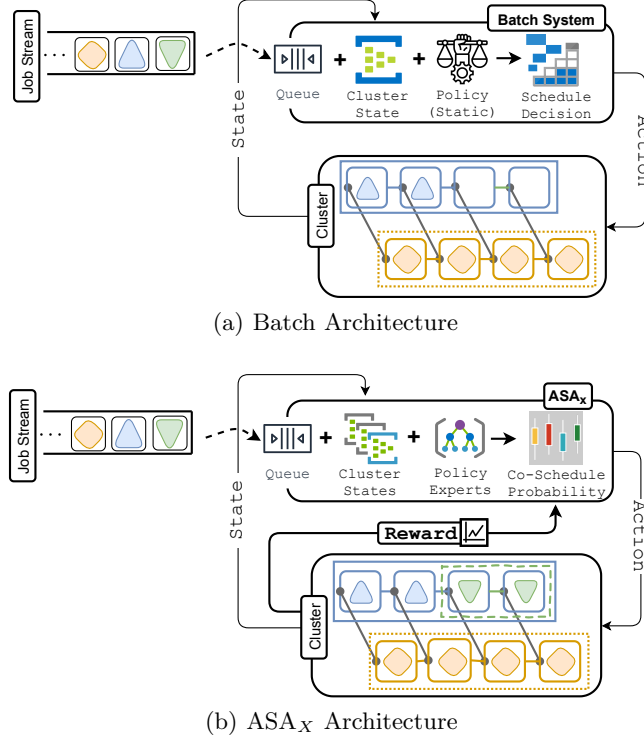 Job Stream
...
Batch System
Queue
+
Cluster
State
+
Policy
(Static)
Schedule
Decision
State
Action
Cluster
(a) Batch Architecture
Job Stream
...
ASAx
Queue
+
Cluster
States
+
Policy
Experts
Co-Schedule
Probability
State
Action
Reward
Cluster
(b) ASAX Architecture